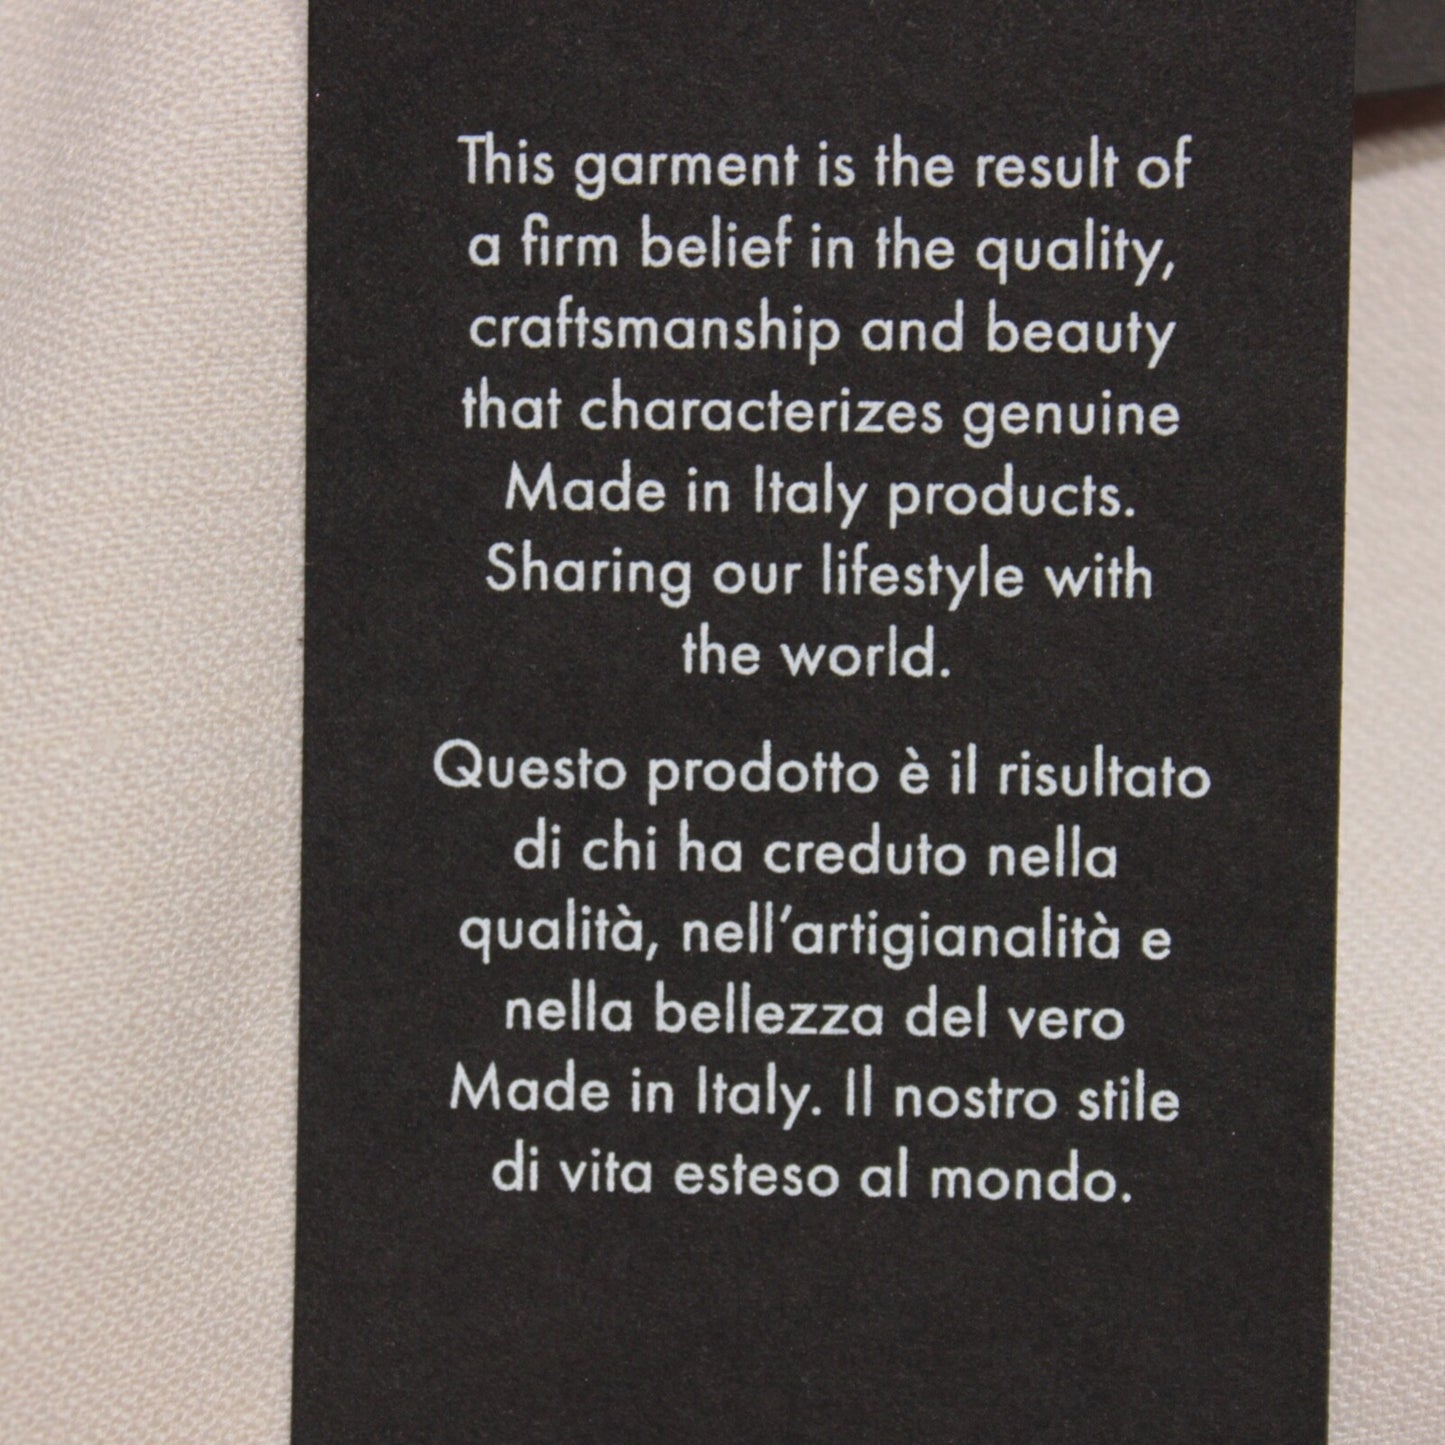 This garment is the result of
a firm belief in the quality,
craftsmanship and beauty
that characterizes genuine
Made in Italy products.
Sharing our lifestyle with
the world.
Questo prodotto è il risultato
di chi ha creduto nella
qualità, nell'artigianalità e
nella bellezza del vero
Made in Italy. Il nostro stile
di vita esteso al mondo.